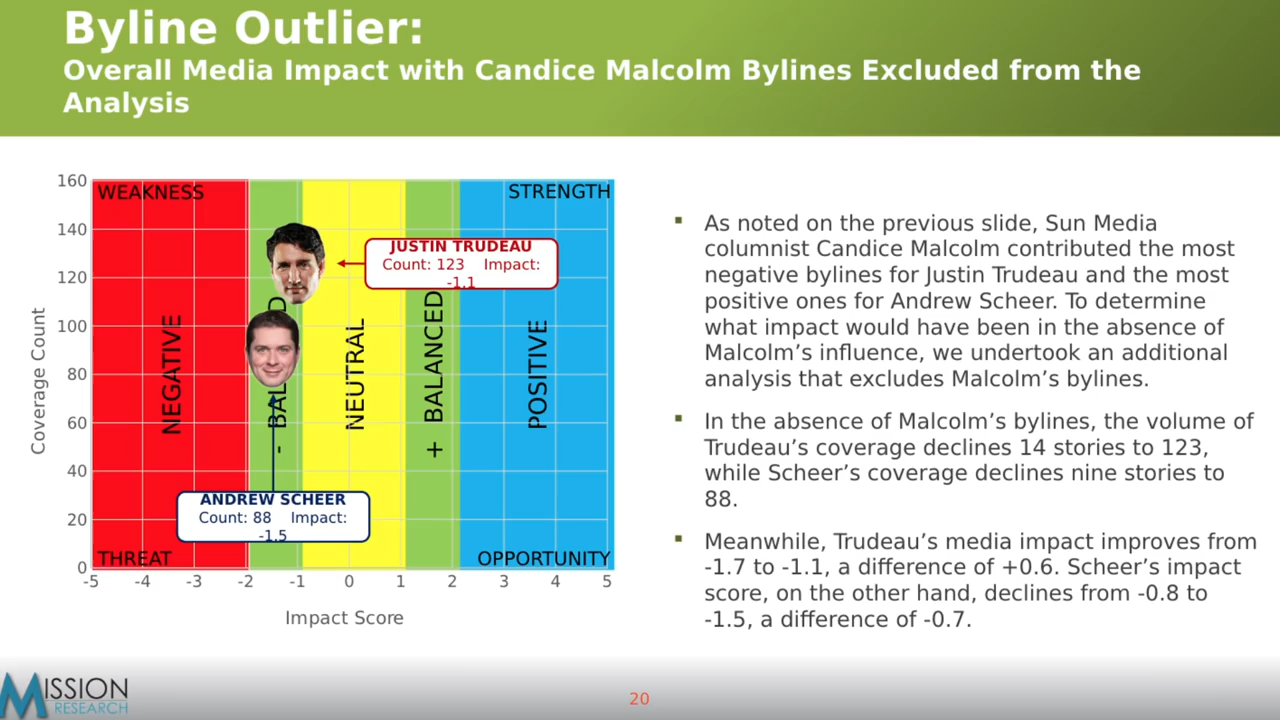 Byline Outlier:
Overall Media Impact with Candice Malcolm Bylines Excluded from the
Analysis
160
140
120
100
80
60
40
20
0
-5
-4
-3
-2
-1
0
1
2
3
4
5
Coverage Count
Impact Score
WEAKNESS
STRENGTH
THREAT
OPPORTUNITY
NEGATIVE
NEUTRAL
+ BALANCED
POSITIVE
JUSTIN TRUDEAU
Count: 123 Impact:
-1.1
ANDREW SCHEER
Count: 88 Impact:
-1.5
▪ As noted on the previous slide, Sun Media
columnist Candice Malcolm contributed the most
negative bylines for Justin Trudeau and the most
positive ones for Andrew Scheer. To determine
what impact would have been in the absence of
Malcolm’s influence, we undertook an additional
analysis that excludes Malcolm’s bylines.
▪ In the absence of Malcolm’s bylines, the volume of
Trudeau’s coverage declines 14 stories to 123,
while Scheer’s coverage declines nine stories to
88.
▪ Meanwhile, Trudeau’s media impact improves from
-1.7 to -1.1, a difference of +0.6. Scheer’s impact
score, on the other hand, declines from -0.8 to
-1.5, a difference of -0.7.
MISSION
RESEARCH
20